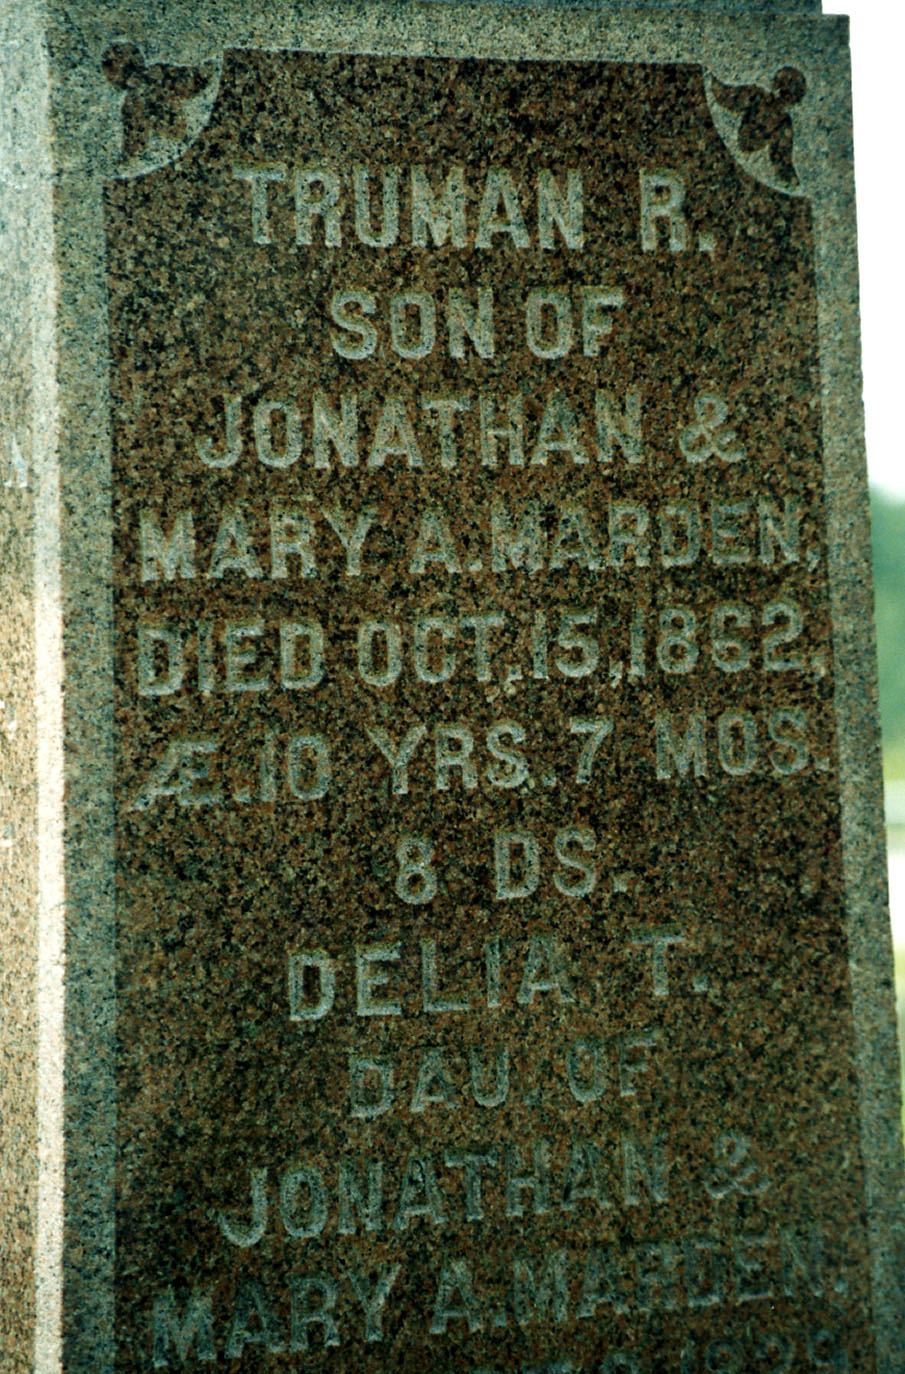 TRUMAN R.
SON OF
JONATHAN &
MARY A. MARDEN
DIED OCT. 15. 1862.
Æ. 10 YRS. 7 MOS.
8 DS.
DELIA T.
DAU. OF
JONATHAN &
MARY A. MARDEN.